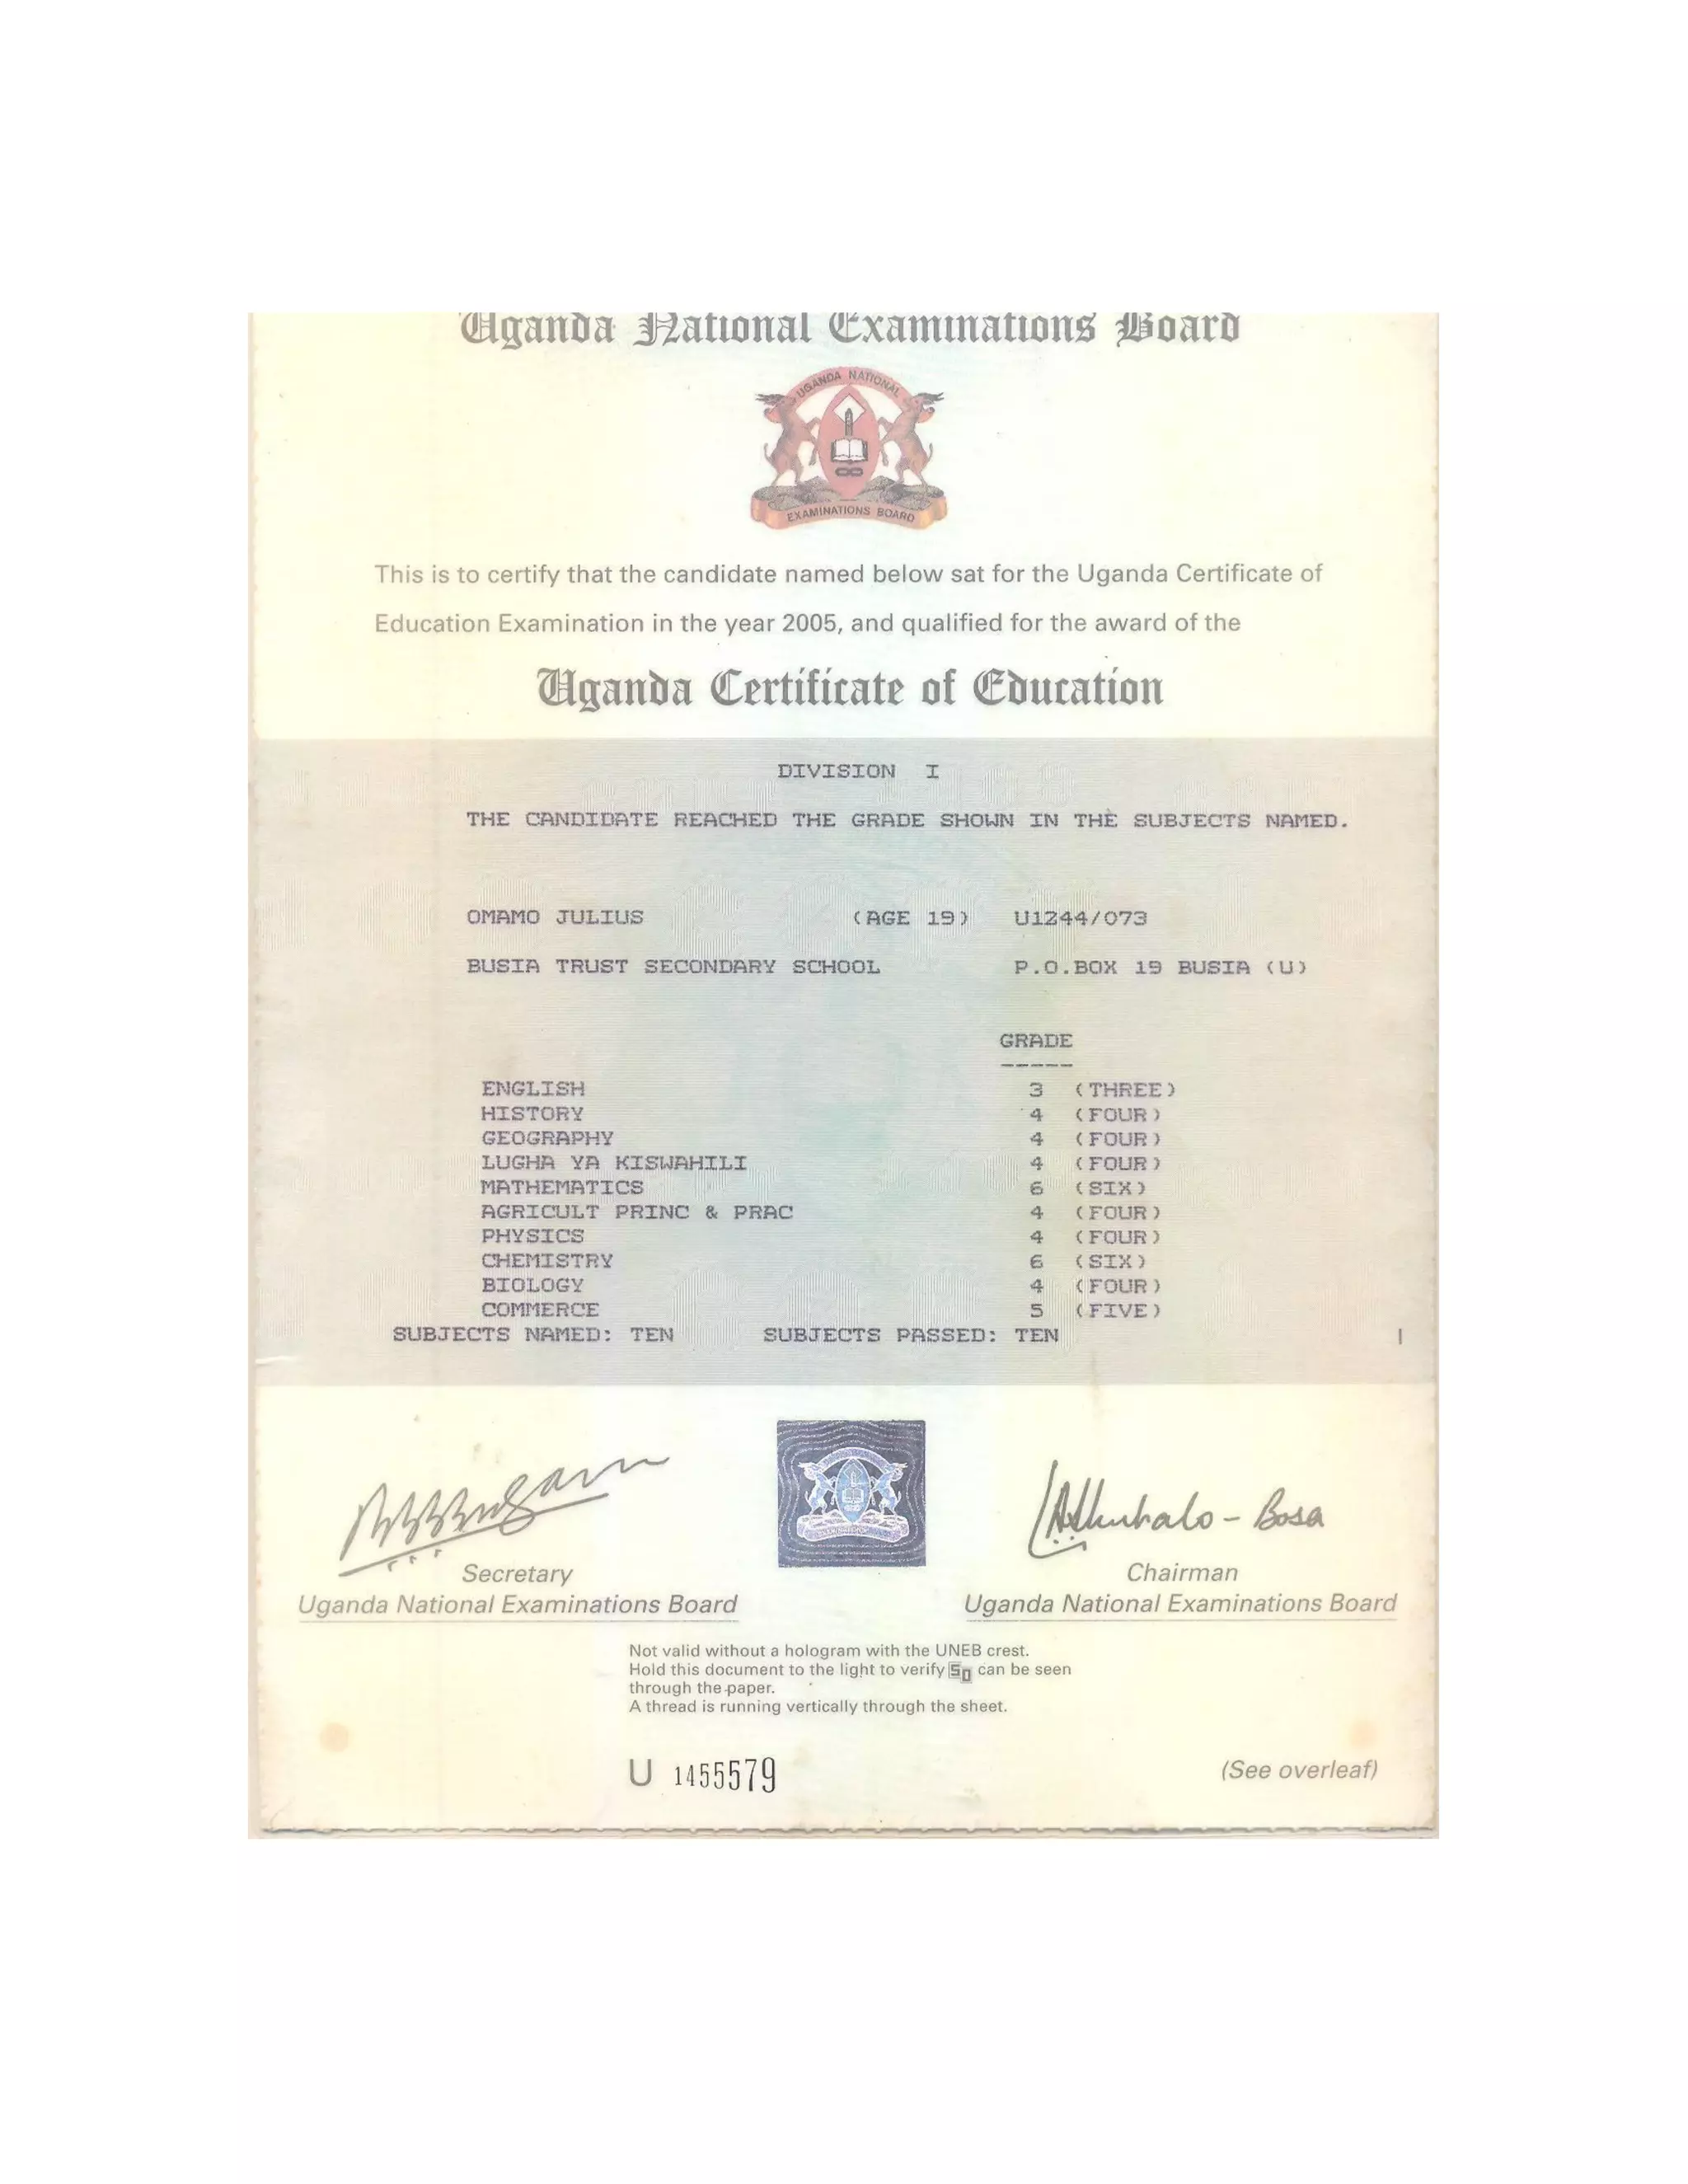 Uganda National Examinations Board
UGANDA NATIONAL
EXAMINATIONS BOARD
This is to certify that the candidate named below sat for the Uganda Certificate of
Education Examination in the year 2005, and qualified for the award of the
Uganda Certificate of Education
DIVISION I
THE CANDIDATE REACHED THE GRADE SHOWN IN THE SUBJECTS NAMED.
OMAMO JULIUS (AGE 19) U1244/073
BUSIA TRUST SECONDARY SCHOOL P.O.BOX 19 BUSIA (U)
GRADE
-----
ENGLISH 3 (THREE)
HISTORY 4 (FOUR)
GEOGRAPHY 4 (FOUR)
LUGHA YA KISWAHILI 4 (FOUR)
MATHEMATICS 6 (SIX)
AGRICULT PRINC & PRAC 4 (FOUR)
PHYSICS 4 (FOUR)
CHEMISTRY 6 (SIX)
BIOLOGY 4 (FOUR)
COMMERCE 5 (FIVE)
SUBJECTS NAMED: TEN SUBJECTS PASSED: TEN
Bosa
Secretary Chairman
Uganda National Examinations Board Uganda National Examinations Board
Not valid without a hologram with the UNEB crest.
Hold this document to the light to verify can be seen
through the paper.
A thread is running vertically through the sheet.
U 1455579 (See overleaf)